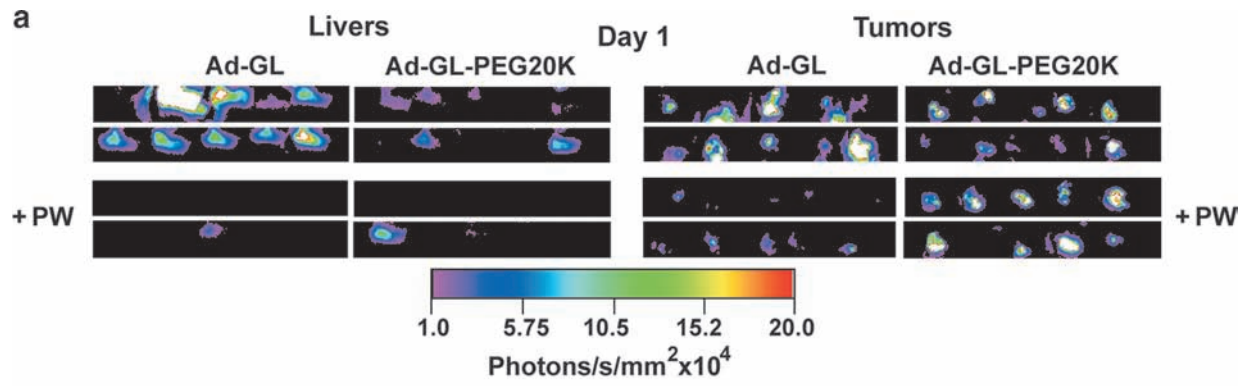 a
Livers Day 1 Tumors
Ad-GL Ad-GL-PEG20K Ad-GL Ad-GL-PEG20K
+ PW + PW
1.0 5.75 10.5 15.2 20.0
Photons/s/mm²x10⁴